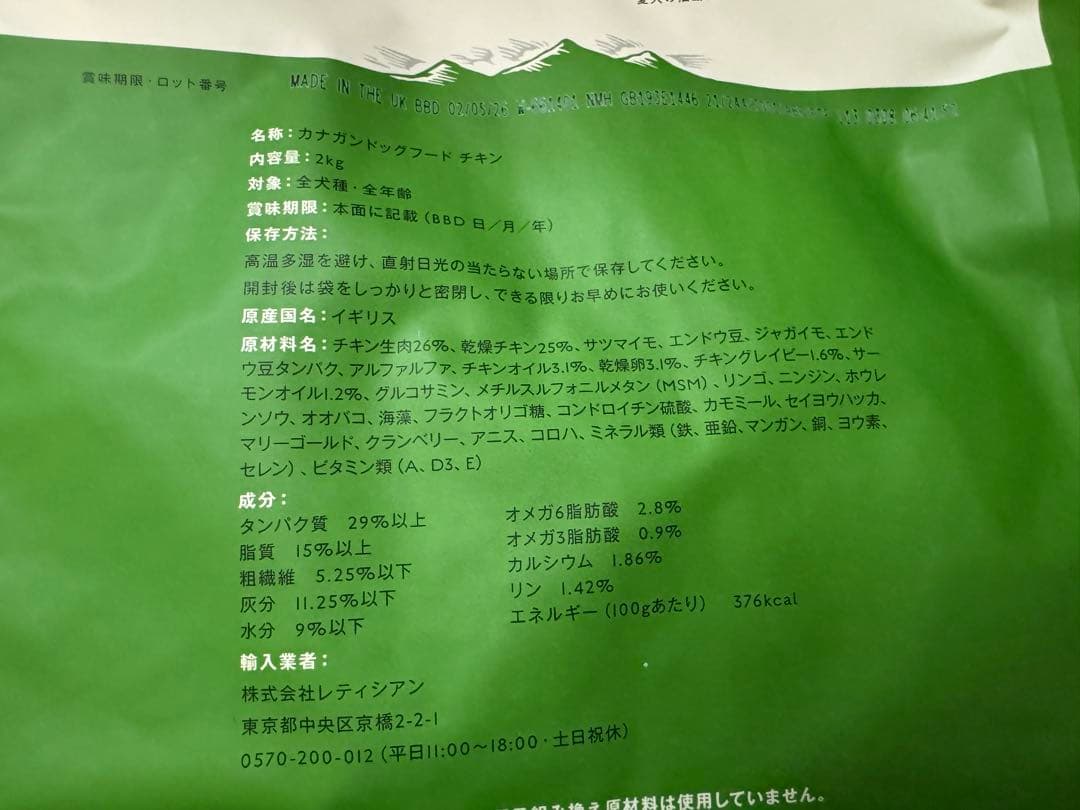 賞味期限・ロット番号
MADE IN THE UK BBD 02/05/26 NMH GB193E1446
名称：カナガンドッグフード チキン
内容量：2kg
対象：全犬種・全年齢
賞味期限：本面に記載（BBD 日／月／年）
保存方法：
高温多湿を避け、直射日光の当たらない場所で保存してください。
開封後は袋をしっかりと密閉し、できる限りお早めにお使いください。
原産国名：イギリス
原材料名：チキン生肉26%、乾燥チキン25%、サツマイモ、エンドウ豆、ジャガイモ、エンド
ウ豆タンパク、アルファルファ、チキンオイル3.1%、乾燥卵3.1%、チキングレイビー1.6%、サー
モンオイル1.2%、グルコサミン、メチルスルフォニルメタン（MSM）、リンゴ、ニンジン、ホウレ
ンソウ、オオバコ、海藻、フラクトオリゴ糖、コンドロイチン硫酸、カモミール、セイヨウハッカ、
マリーゴールド、クランベリー、アニス、コロハ、ミネラル類（鉄、亜鉛、マンガン、銅、ヨウ素、
セレン）、ビタミン類（A、D3、E）
成分：
タンパク質 29%以上
脂質 15%以上
粗繊維 5.25%以下
灰分 11.25%以下
水分 9%以下
オメガ6脂肪酸 2.8%
オメガ3脂肪酸 0.9%
カルシウム 1.86%
リン 1.42%
エネルギー（100gあたり） 376kcal
輸入業者：
株式会社レティシアン
東京都中央区京橋2-2-1
0570-200-012（平日11:00〜18:00・土日祝休）
組み換え原材料は使用していません。